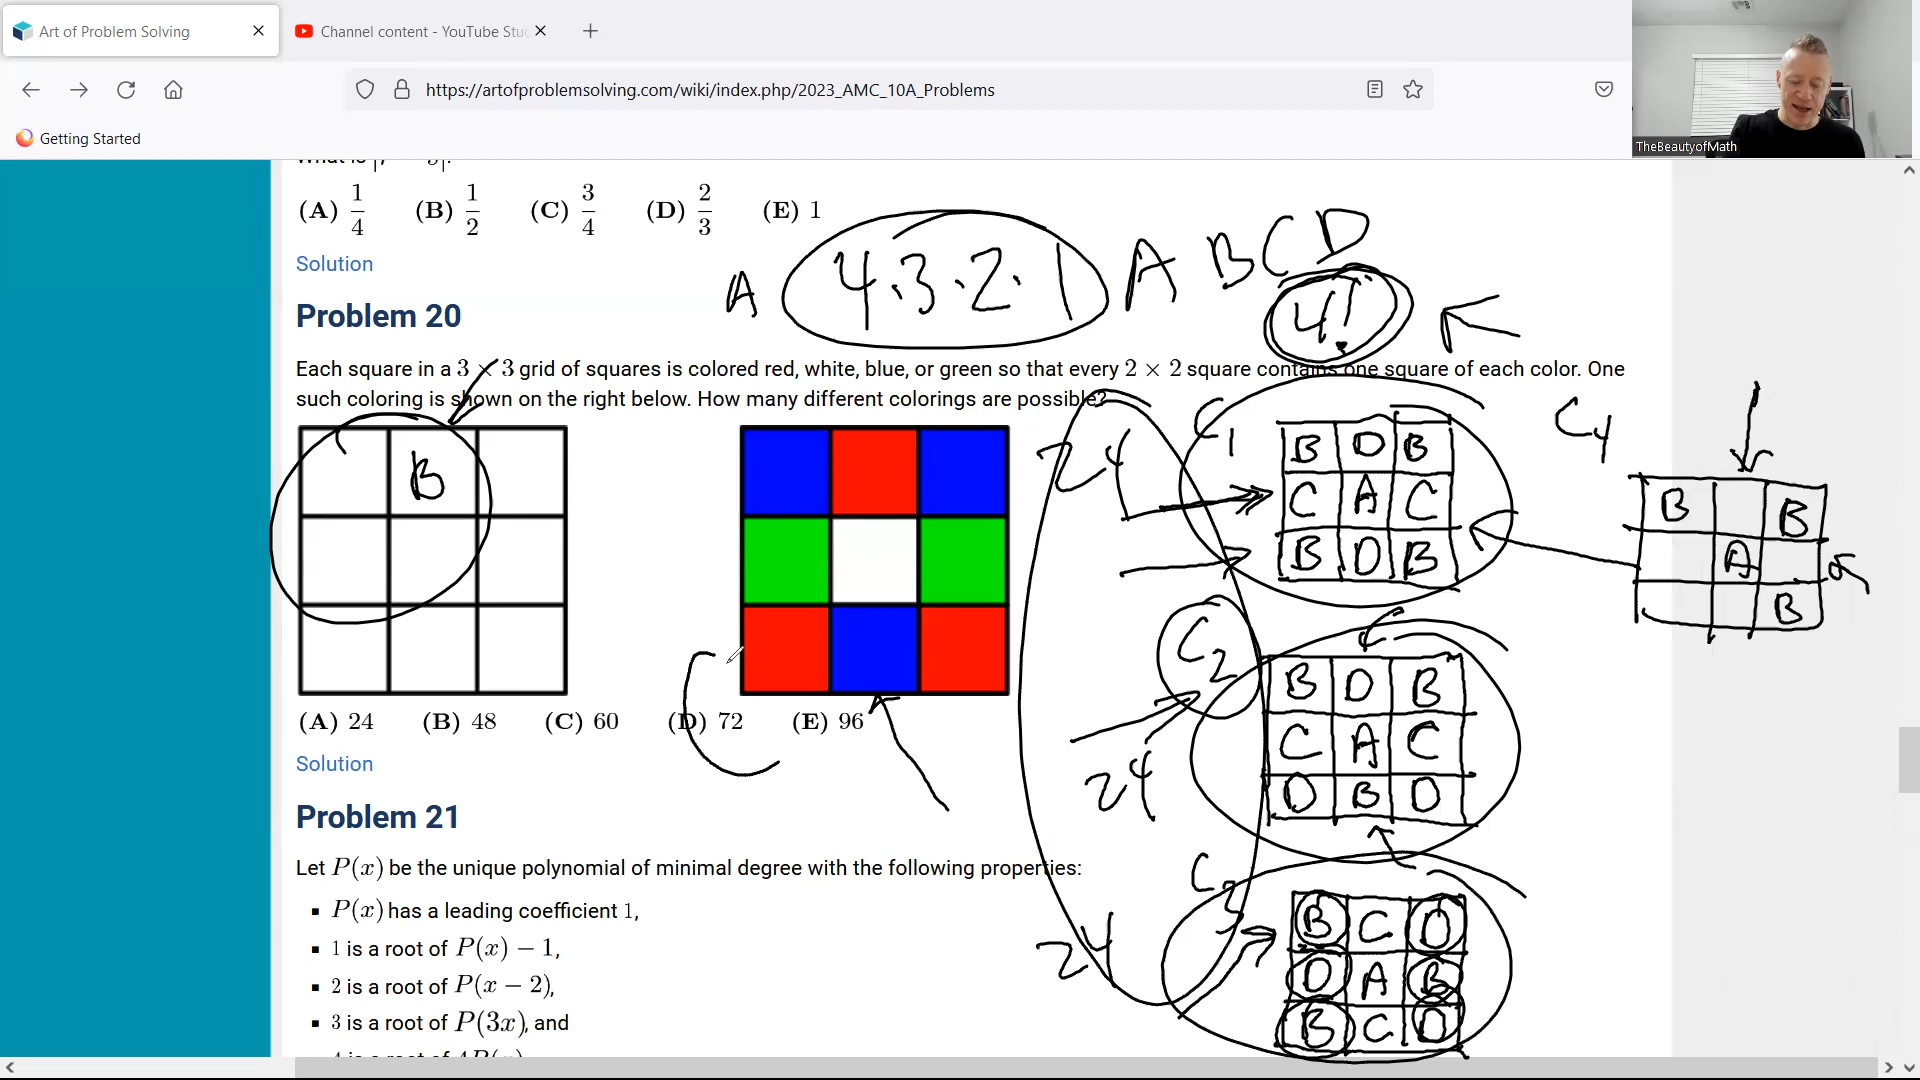 Art of Problem Solving
Channel content - YouTube Stu
https://artofproblemsolving.com/wiki/index.php/2023_AMC_10A_Problems
Getting Started
TheBeautyofMath
(A) 1/4 (B) 1/2 (C) 3/4 (D) 2/3 (E) 1
A 4·3·2·1 A B C D
4!
Solution
Problem 20
Each square in a 3 × 3 grid of squares is colored red, white, blue, or green so that every 2 × 2 square contains one square of each color. One
such coloring is shown on the right below. How many different colorings are possible?
B
24 C1
B D B
C A C
B D B
C4
B B
A
B
C2
24
B D B
C A C
D B D
C3
24
B C D
D A B
B C D
(A) 24 (B) 48 (C) 60 (D) 72 (E) 96
Solution
Problem 21
Let P(x) be the unique polynomial of minimal degree with the following properties:
▪ P(x) has a leading coefficient 1,
▪ 1 is a root of P(x) − 1,
▪ 2 is a root of P(x − 2),
▪ 3 is a root of P(3x), and
4 is a root of 4P(x)